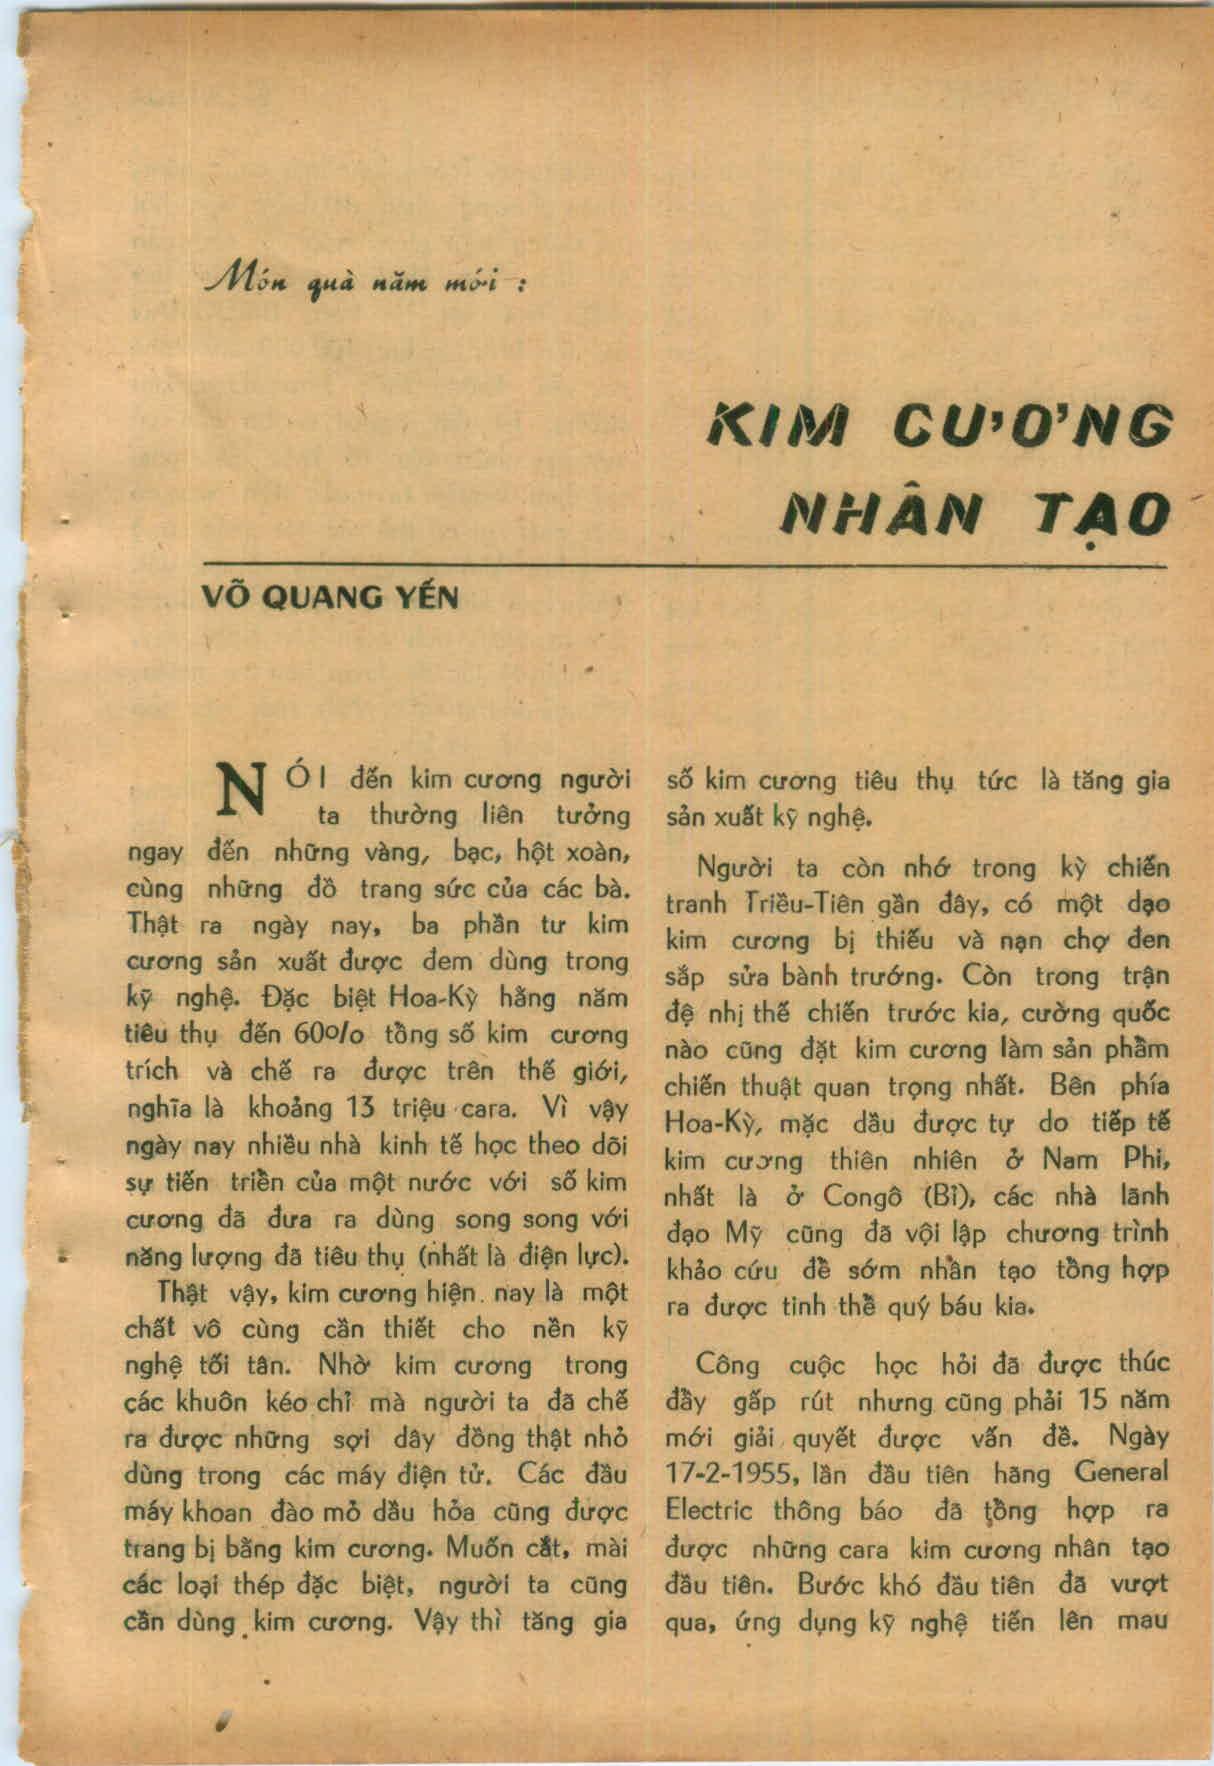 Món quà năm mới :
KIM CƯƠNG
NHÂN TẠO
VÕ QUANG YẾN
NÓI đến kim cương người
ta thường liên tưởng
ngay đến những vàng, bạc, hột xoàn,
cùng những đồ trang sức của các bà.
Thật ra ngày nay, ba phần tư kim
cương sản xuất được đem dùng trong
kỹ nghệ. Đặc biệt Hoa-Kỳ hằng năm
tiêu thụ đến 60o/o tổng số kim cương
trích và chế ra được trên thế giới,
nghĩa là khoảng 13 triệu cara. Vì vậy
ngày nay nhiều nhà kinh tế học theo dõi
sự tiến triển của một nước với số kim
cương đã đưa ra dùng song song với
năng lượng đã tiêu thụ (nhất là điện lực).
Thật vậy, kim cương hiện nay là một
chất vô cùng cần thiết cho nền kỹ
nghệ tối tân. Nhờ kim cương trong
các khuôn kéo chỉ mà người ta đã chế
ra được những sợi dây đồng thật nhỏ
dùng trong các máy điện tử. Các đầu
máy khoan đào mỏ dầu hỏa cũng được
trang bị bằng kim cương. Muốn cắt, mài
các loại thép đặc biệt, người ta cũng
cần dùng kim cương. Vậy thì tăng gia
số kim cương tiêu thụ tức là tăng gia
sản xuất kỹ nghệ.
Người ta còn nhớ trong kỳ chiến
tranh Triều-Tiên gần đây, có một dạo
kim cương bị thiếu và nạn chợ đen
sắp sửa bành trướng. Còn trong trận
đệ nhị thế chiến trước kia, cường quốc
nào cũng đặt kim cương làm sản phẩm
chiến thuật quan trọng nhất. Bên phía
Hoa-Kỳ, mặc dầu được tự do tiếp tế
kim cương thiên nhiên ở Nam Phi,
nhất là ở Congô (Bỉ), các nhà lãnh
đạo Mỹ cũng đã vội lập chương trình
khảo cứu để sớm nhần tạo tổng hợp
ra được tinh thể quý báu kia.
Công cuộc học hỏi đã được thúc
đẩy gấp rút nhưng cũng phải 15 năm
mới giải quyết được vấn đề. Ngày
17-2-1955, lần đầu tiên hãng General
Electric thông báo đã tổng hợp ra
được những cara kim cương nhân tạo
đầu tiên. Bước khó đầu tiên đã vượt
qua, ứng dụng kỹ nghệ tiến lên mau